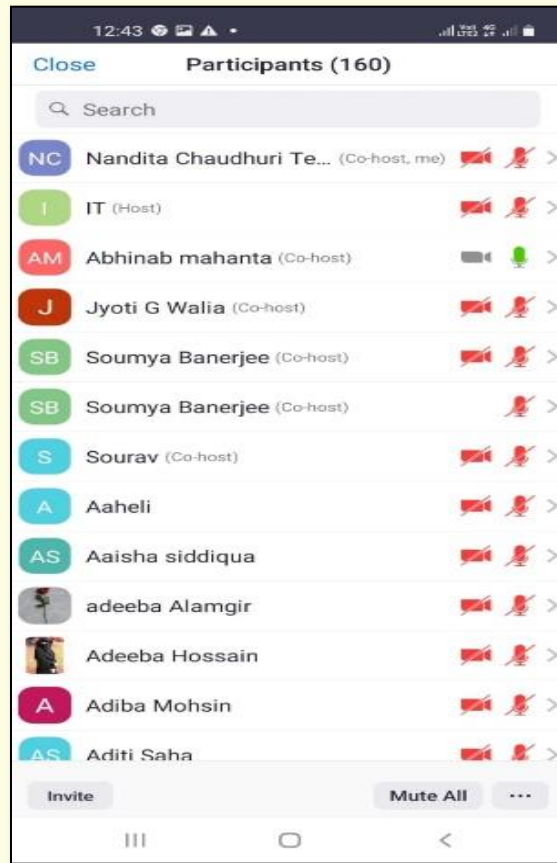 12:43
Close Participants (160)
Search
NC Nandita Chaudhuri Te... (Co-host, me)
I IT (Host)
AM Abhinab mahanta (Co-host)
J Jyoti G Walia (Co-host)
SB Soumya Banerjee (Co-host)
SB Soumya Banerjee (Co-host)
S Sourav (Co-host)
A Aaheli
AS Aaisha siddiqua
adeeba Alamgir
Adeeba Hossain
A Adiba Mohsin
AS Aditi Saha
Invite Mute All ...